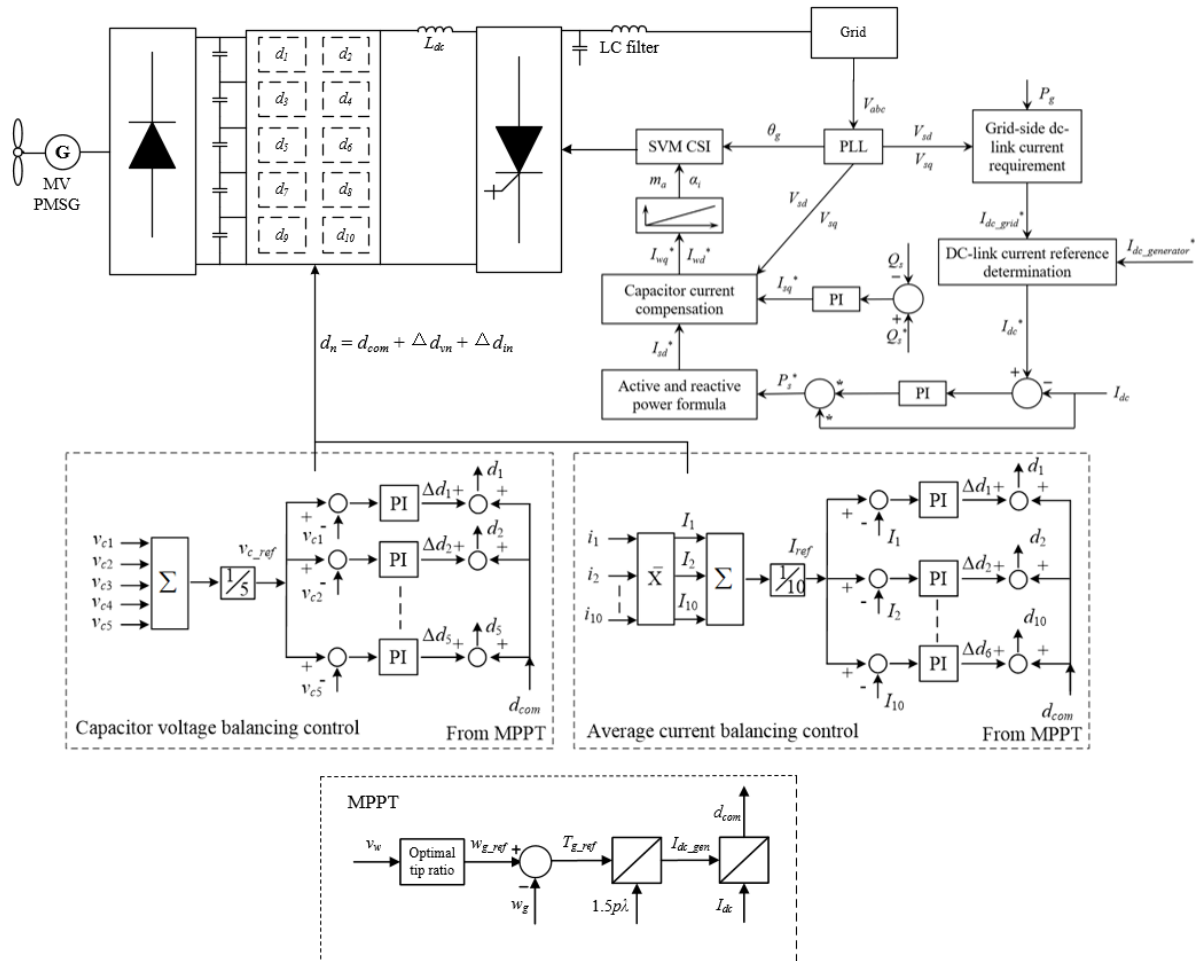 G
MV
PMSG
d1 d2
d3 d4
d5 d6
d7 d8
d9 d10
Ldc
LC filter
Grid
Vabc
Pg
SVM CSI
θg
PLL
Vsd
Vsq
Grid-side dc-
link current
requirement
ma αi
Vsd
Vsq
Idc_grid*
Iwq* Iwd*
Capacitor current
compensation
Isq*
PI
Qs
−
+
Qs*
DC-link current reference
determination
Idc_generator*
Idc*
Isd*
dn = dcom + △dvn + △din
Active and reactive
power formula
Ps*
*
*
PI
+
−
Idc
vc1
vc2
vc3
vc4
vc5
Σ
1/5
vc_ref
+ - vc1 PI Δd1 + d1 +
+ - vc2 PI Δd2 + d2 +
+ - vc5 PI Δd5 + d5 +
dcom
Capacitor voltage balancing control
From MPPT
i1
i2
i10
X̄
I1
I2
I10
Σ
Iref
1/10
+ - I1 PI Δd1 + d1 +
+ - I2 PI Δd2 + d2 +
+ - I10 PI Δd6 + d10 +
dcom
Average current balancing control
From MPPT
MPPT
vw
Optimal
tip ratio
wg_ref
+
−
wg
Tg_ref
1.5pλ
Idc_gen
dcom
Idc